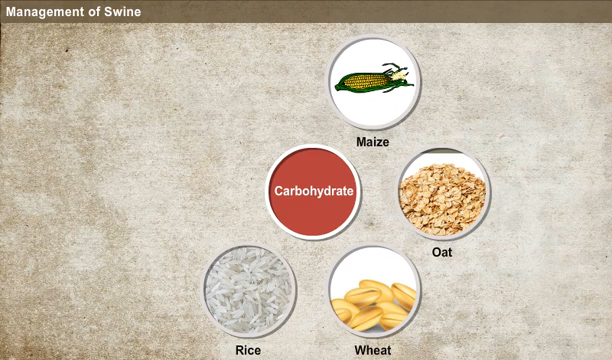 Management of Swine
Maize
Carbohydrate
Oat
Rice
Wheat